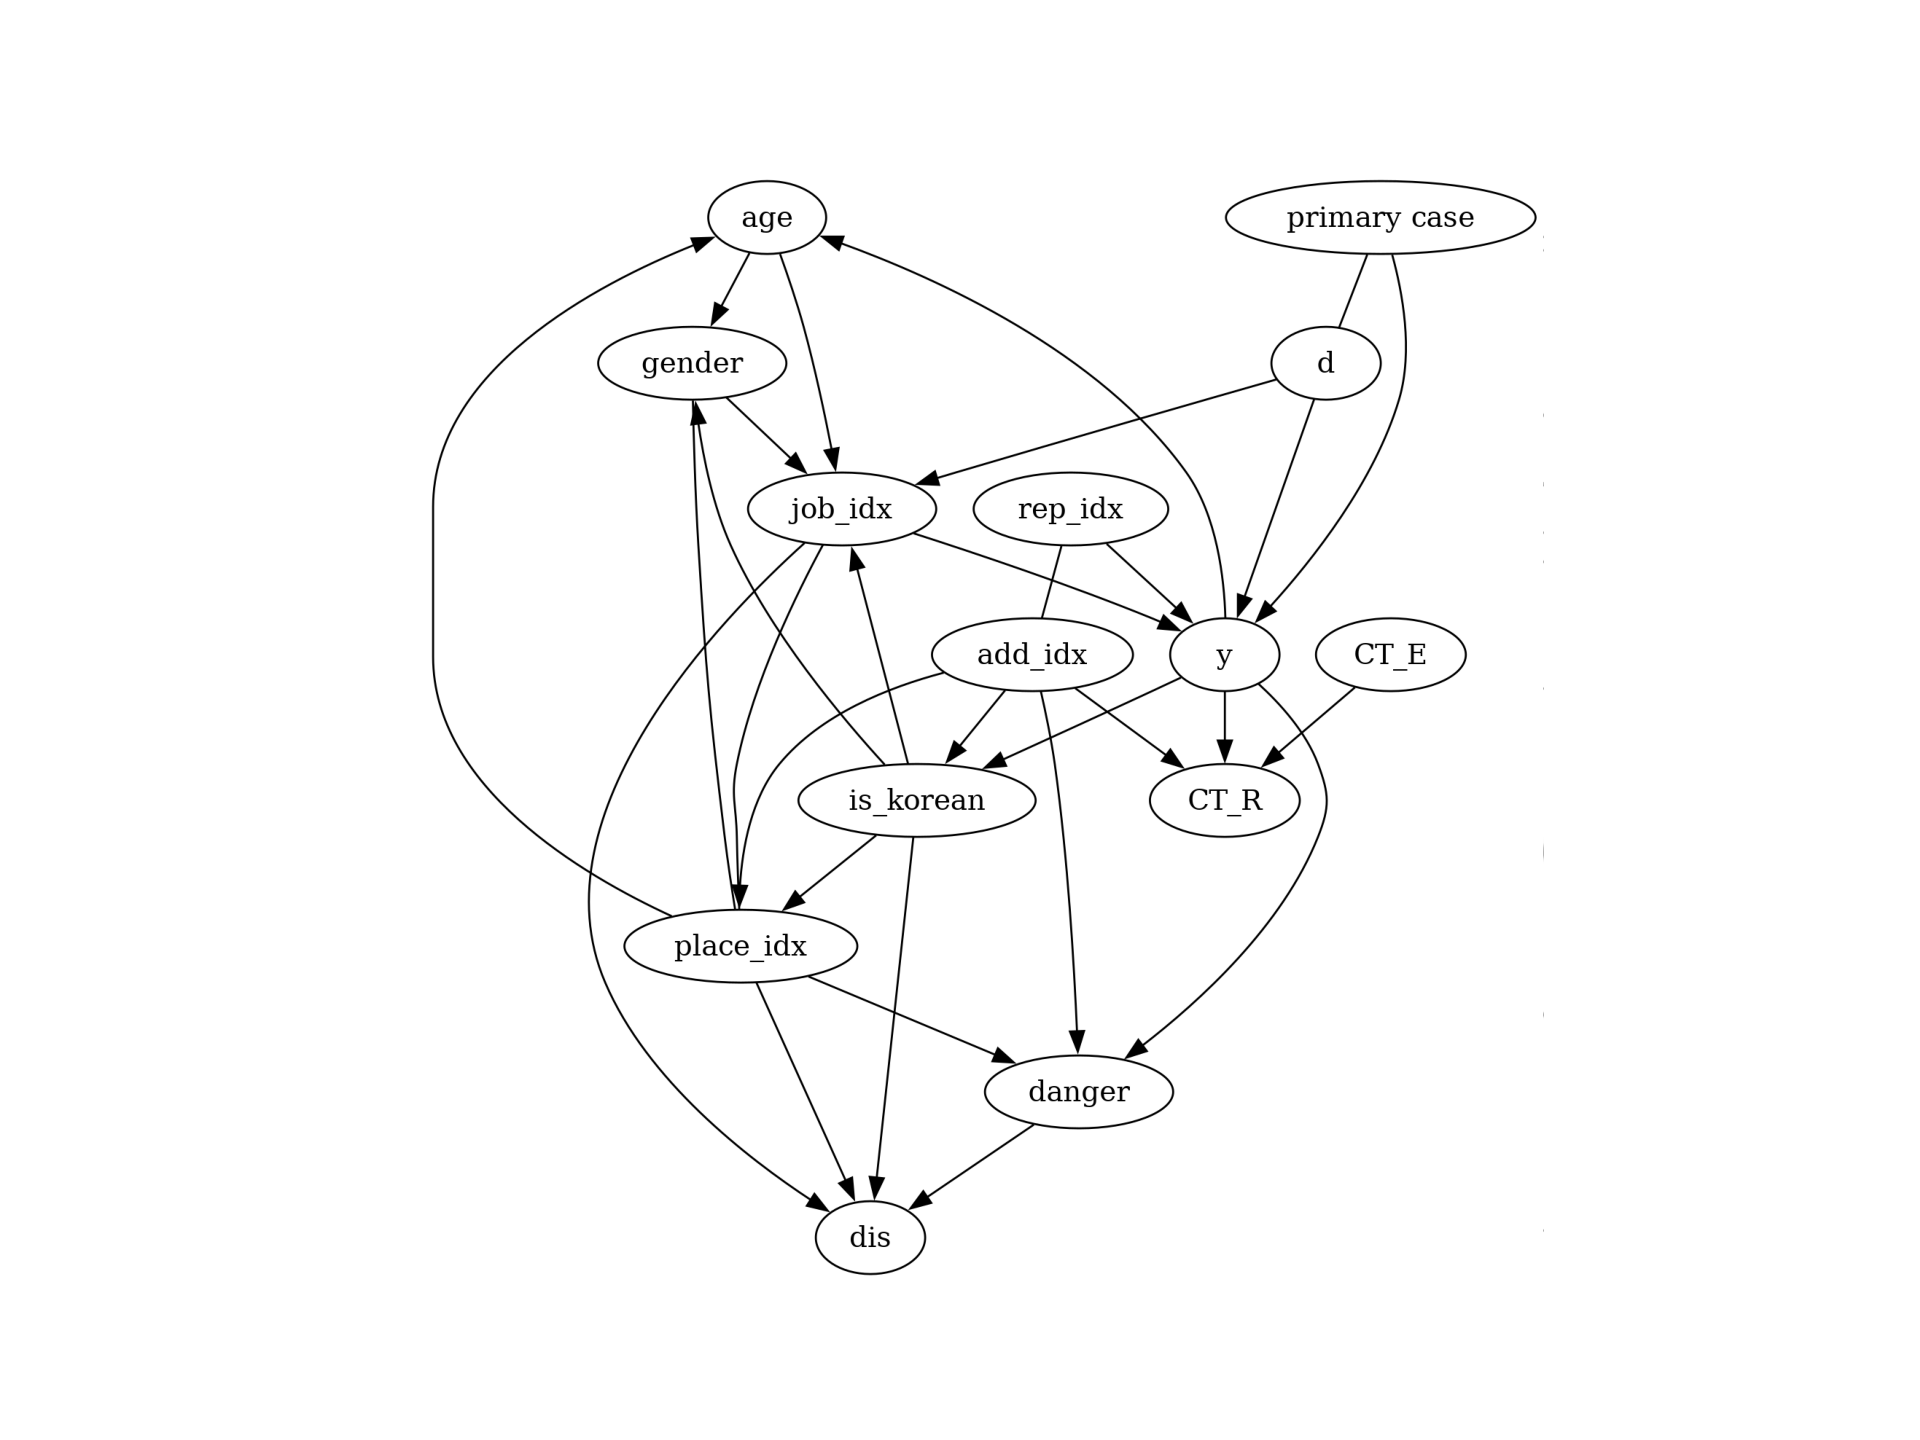 age
primary case
gender
d
job_idx
rep_idx
add_idx
y
CT_E
is_korean
CT_R
place_idx
danger
dis